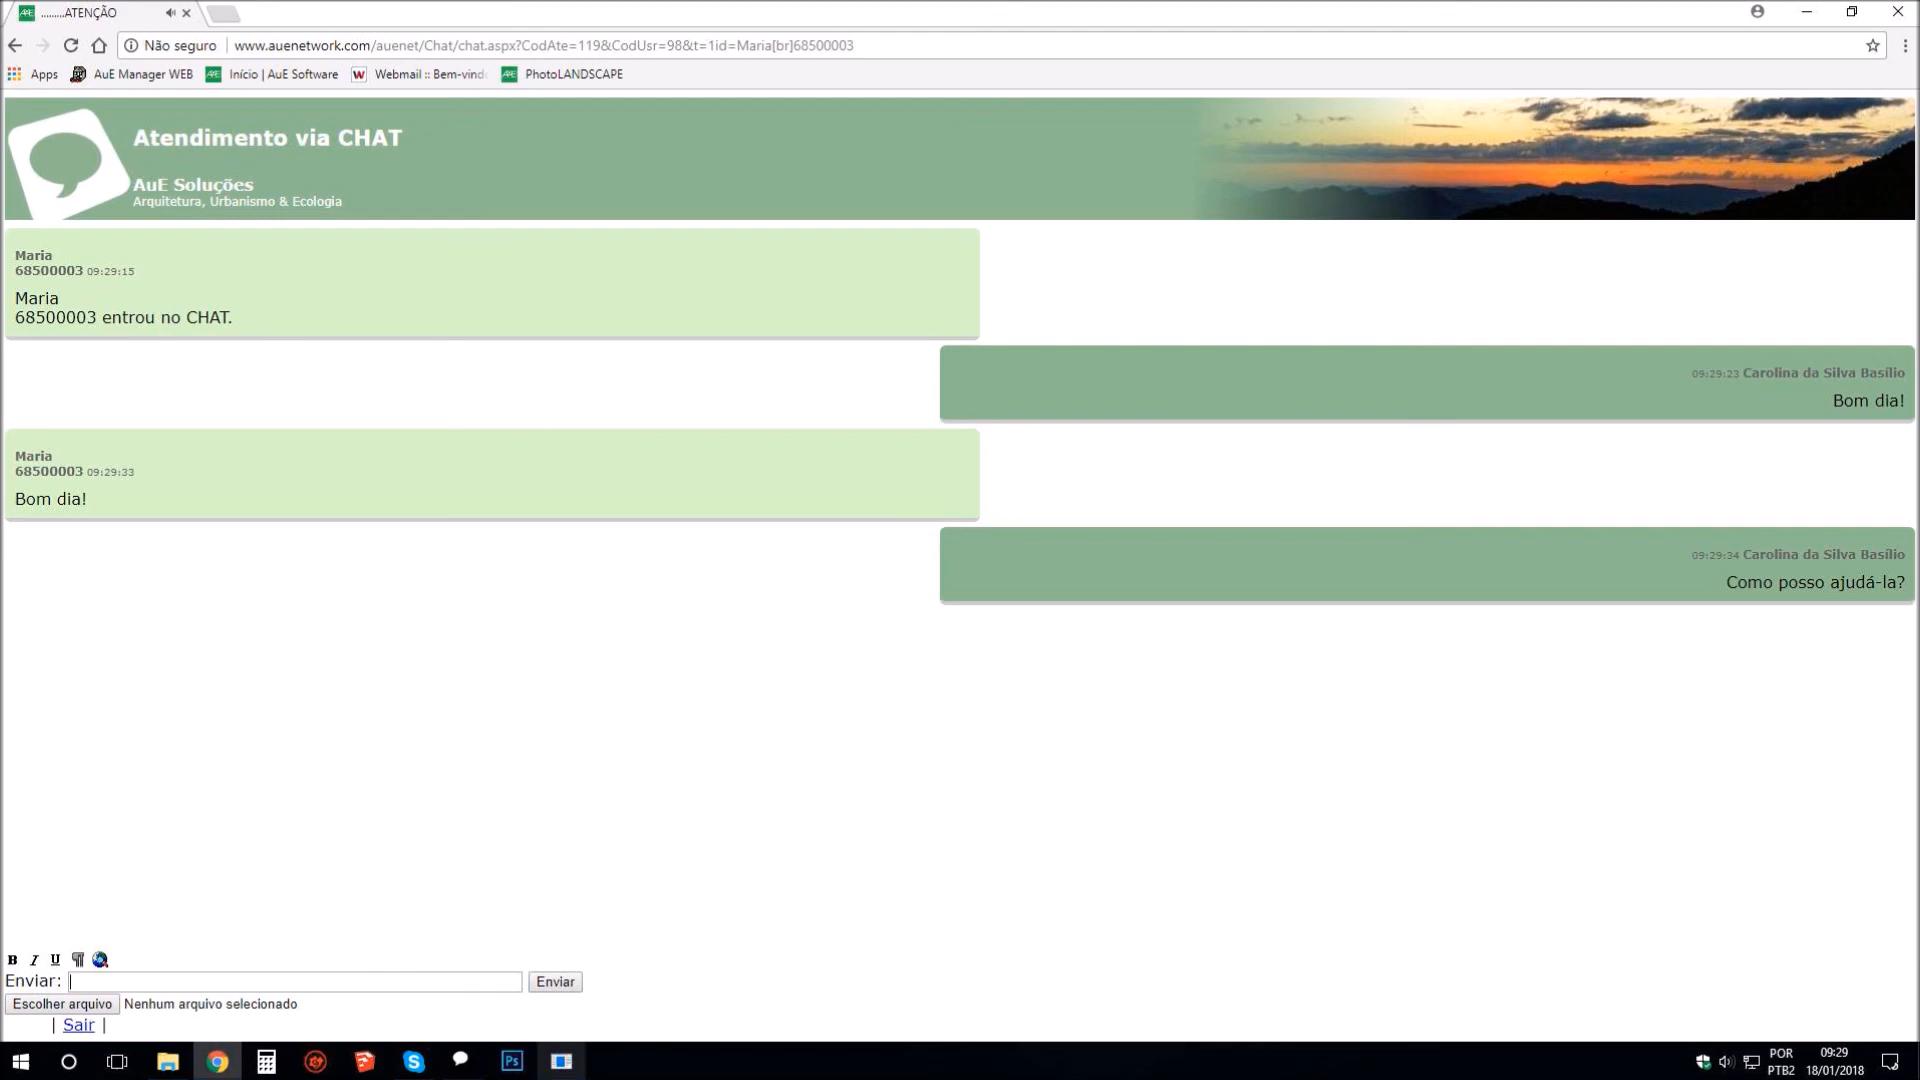 .........ATENÇÃO
Não seguro
www.auenetwork.com/auenet/Chat/chat.aspx?CodAte=119&CodUsr=98&t=1id=Maria[br]68500003
Apps AuE Manager WEB Início | AuE Software Webmail :: Bem-vind PhotoLANDSCAPE
Atendimento via CHAT
AuE Soluções
Arquitetura, Urbanismo & Ecologia
Maria
68500003 09:29:15
Maria
68500003 entrou no CHAT.
09:29:23 Carolina da Silva Basílio
Bom dia!
Maria
68500003 09:29:33
Bom dia!
09:29:34 Carolina da Silva Basílio
Como posso ajudá-la?
B I U
Enviar: Enviar
Escolher arquivo Nenhum arquivo selecionado
| Sair |
POR 09:29
PTB2 18/01/2018